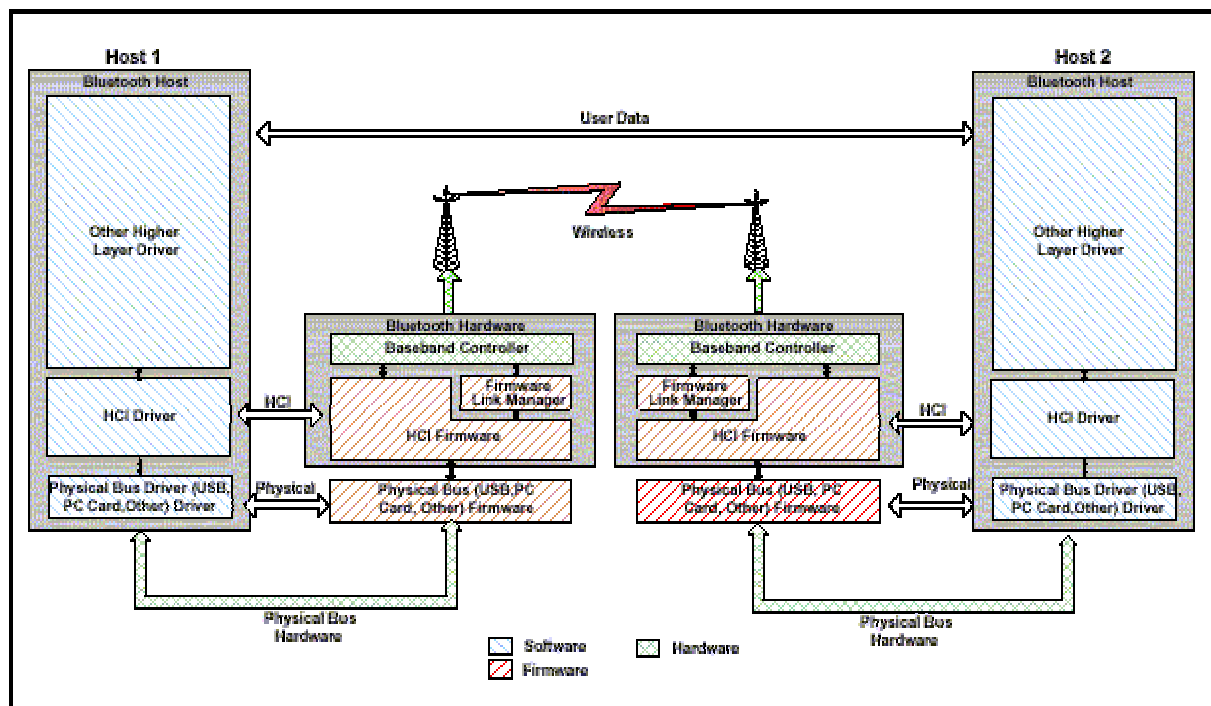 Host 1
Host 2
Bluetooth Host
Bluetooth Host
User Data
Wireless
Other Higher
Layer Driver
Other Higher
Layer Driver
Bluetooth Hardware
Bluetooth Hardware
Baseband Controller
Baseband Controller
Firmware
Link Manager
Firmware
Link Manager
HCI Driver
HCI
HCI Firmware
HCI Firmware
HCI
HCI Driver
Physical Bus Driver (USB,
PC Card,Other) Driver
Physical
Physical Bus (USB,PC
Card, Other) Firmware
Physical Bus (USB, PC
Card, Other) Firmware
Physical
Physical Bus Driver (USB,
PC Card,Other) Driver
Physical Bus
Hardware
Physical Bus
Hardware
Software
Hardware
Firmware